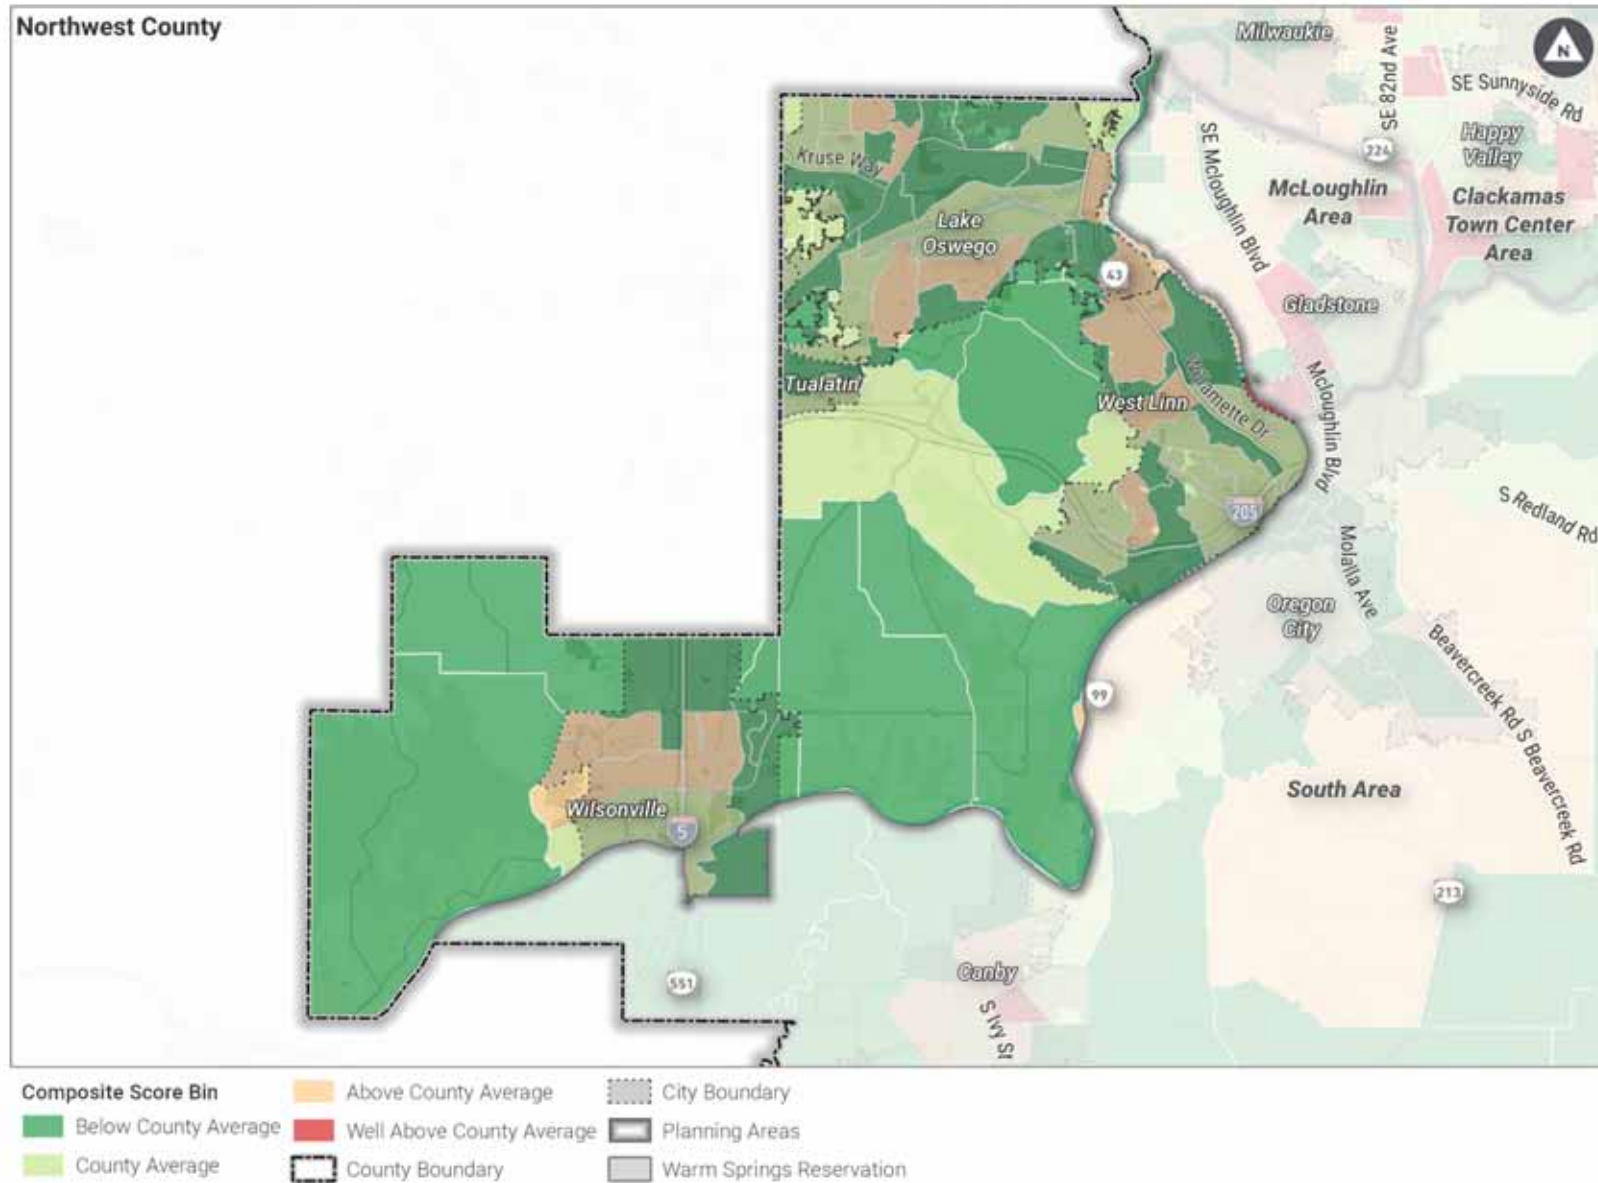 Northwest County
N
Milwaukie
SE 82nd Ave
SE Sunnyside Rd
Happy
Valley
224
SE Mcloughlin Blvd
McLoughlin
Area
Clackamas
Town Center
Area
Kruse Way
Lake
Oswego
43
Gladstone
Tualatin
5
West Linn
Willamette Dr
Mcloughlin Blvd
205
S Redland Rd
Molalla Ave
Oregon
City
Beavercreek Rd
S Beavercreek Rd
99
South Area
Wilsonville
5
213
551
Canby
S Ivy St
Composite Score Bin
Below County Average
County Average
Above County Average
Well Above County Average
County Boundary
City Boundary
Planning Areas
Warm Springs Reservation